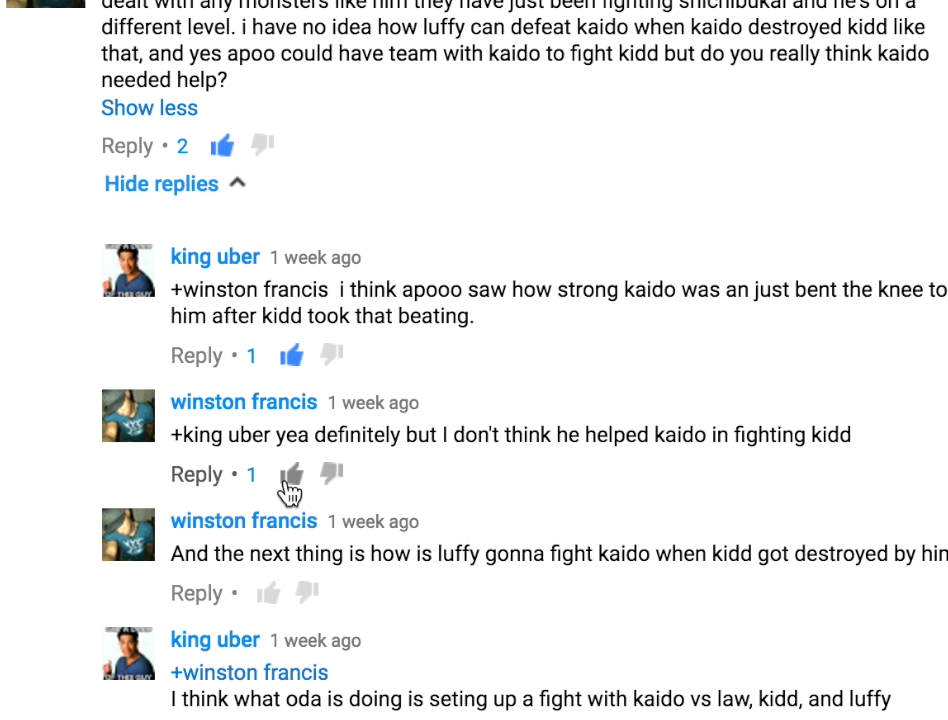 dealt with any monsters like him they have just been fighting shichibukai and he's on a
different level. i have no idea how luffy can defeat kaido when kaido destroyed kidd like
that, and yes apoo could have team with kaido to fight kidd but do you really think kaido
needed help?
Show less
Reply • 2
Hide replies
king uber 1 week ago
+winston francis i think apooo saw how strong kaido was an just bent the knee to
him after kidd took that beating.
Reply • 1
winston francis 1 week ago
+king uber yea definitely but I don't think he helped kaido in fighting kidd
Reply • 1
winston francis 1 week ago
And the next thing is how is luffy gonna fight kaido when kidd got destroyed by him
Reply •
king uber 1 week ago
+winston francis
I think what oda is doing is seting up a fight with kaido vs law, kidd, and luffy